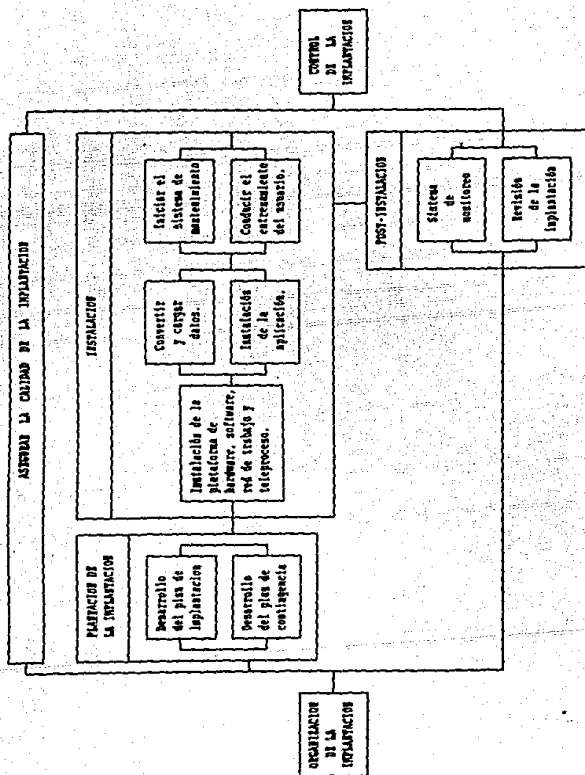 ASEGURAR LA CALIDAD DE LA IMPLANTACION
ORGANIZACION
DE LA
IMPLANTACION
PLANEACION DE
LA IMPLANTACION
Desarrollo
del plan de
implantacion
Desarrollo
del plan de
contingencia
INSTALACION
Instalación de la
plataforma de
hardware, software,
red de trabajo y
teleproceso.
Convertir
y cargar
datos.
Instalación
de la
aplicación.
Iniciar el
sistema de
mantenimiento
Conducir el
entrenamiento
del usuario.
POST-INSTALACION
Sistema
de
monitoreo
Revisión
de la
implantación
CONTROL
DE LA
IMPLANTACION